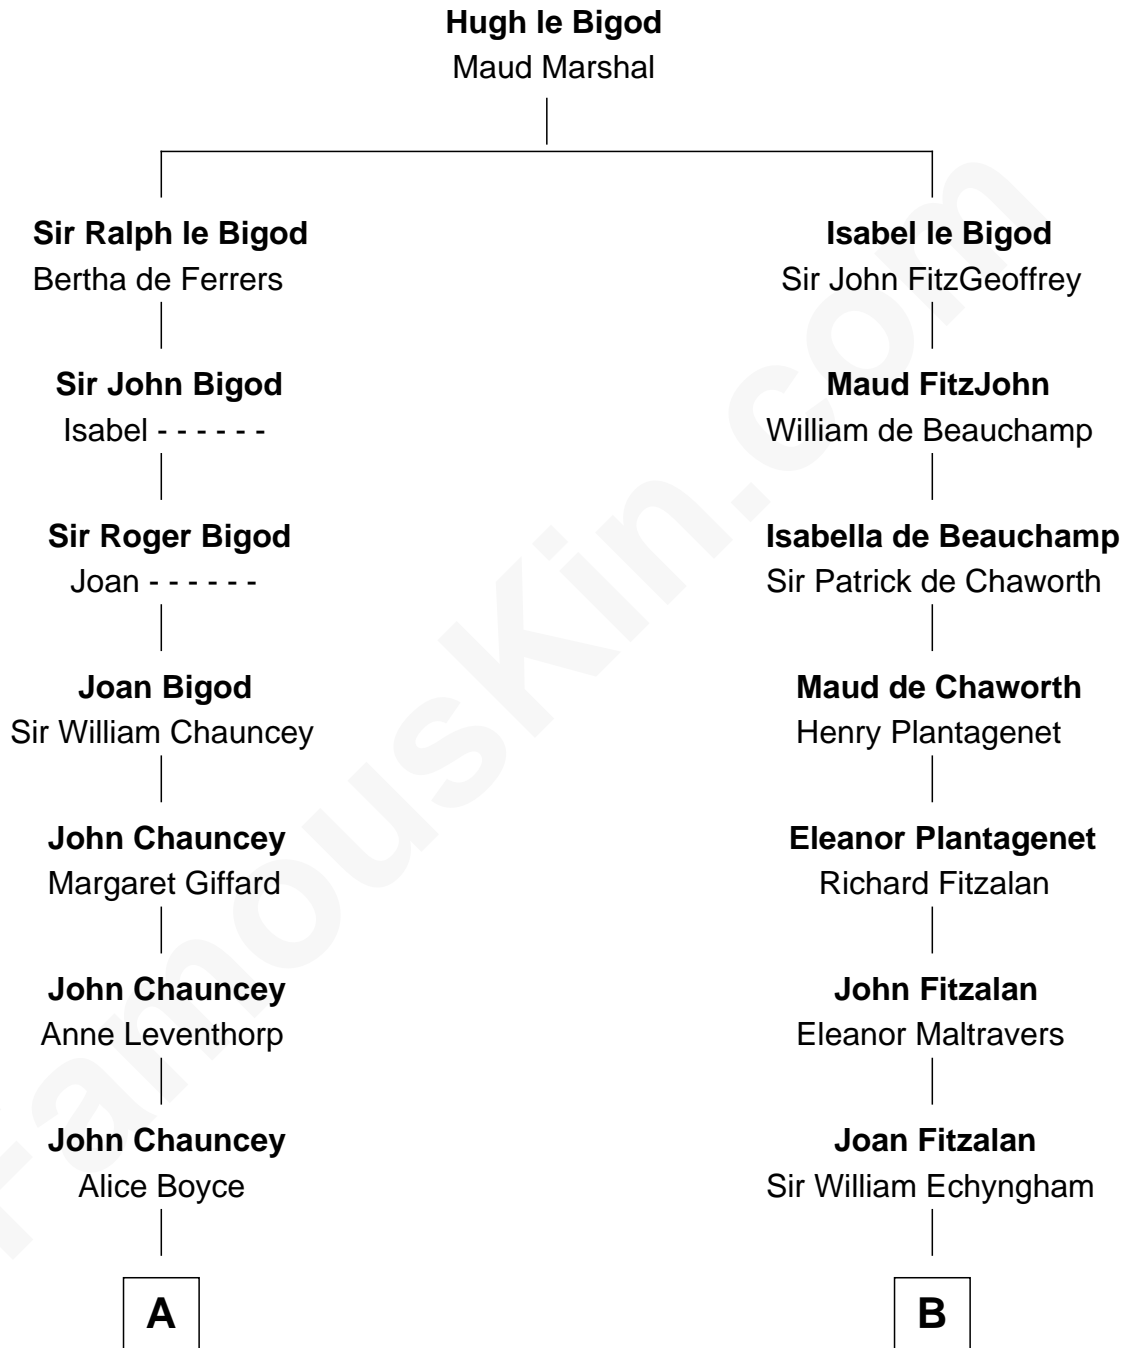 Hugh le Bigod
Maud Marshal
Sir Ralph le Bigod
Bertha de Ferrers
Sir John Bigod
Isabel - - - - - -
Sir Roger Bigod
Joan - - - - - -
Joan Bigod
Sir William Chauncey
John Chauncey
Margaret Giffard
John Chauncey
Anne Leventhorp
John Chauncey
Alice Boyce
A
Isabel le Bigod
Sir John FitzGeoffrey
Maud FitzJohn
William de Beauchamp
Isabella de Beauchamp
Sir Patrick de Chaworth
Maud de Chaworth
Henry Plantagenet
Eleanor Plantagenet
Richard Fitzalan
John Fitzalan
Eleanor Maltravers
Joan Fitzalan
Sir William Echyngham
B
FamousKin.com